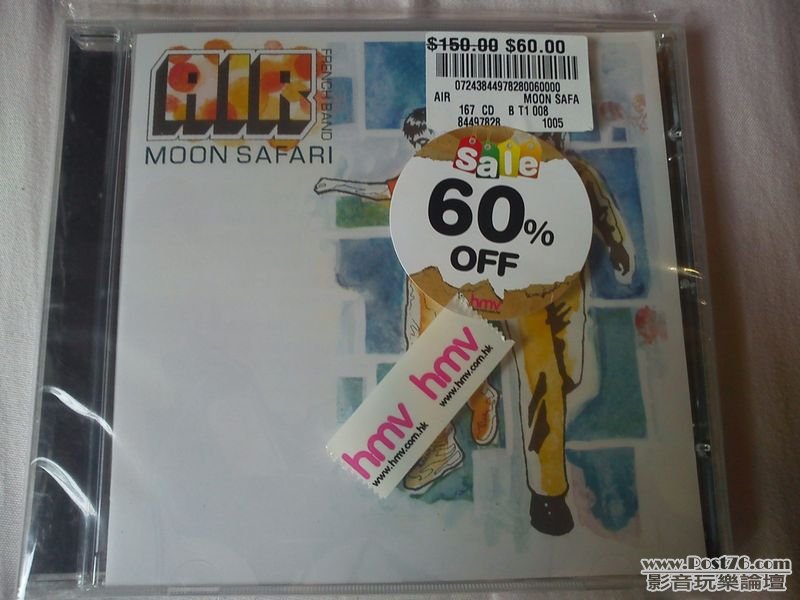 AIR
FRENCH BAND
MOON SAFARI
$150.00 $60.00
07243844978280060000
AIR MOON SAFA
167 CD B T1 008
84497828 1005
Sale
60%
OFF
hmv
hmv hmv
www.hmv.com.hk www.hmv.com.hk
www.Post76.com
影音玩樂論壇